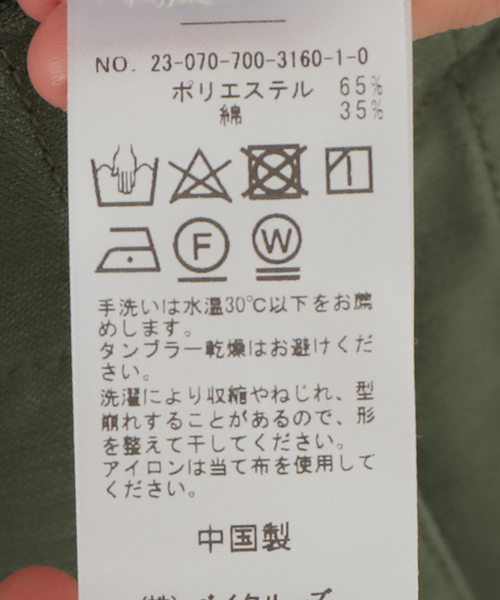 NO. 23-070-700-3160-1-0
ポリエステル 65%
綿 35%
F
W
手洗いは水温30℃以下をお薦
めします。
タンブラー乾燥はお避けくだ
さい。
洗濯により収縮やねじれ、型
崩れすることがあるので、形
を整えて干してください。
アイロンは当て布を使用して
ください。
中国製